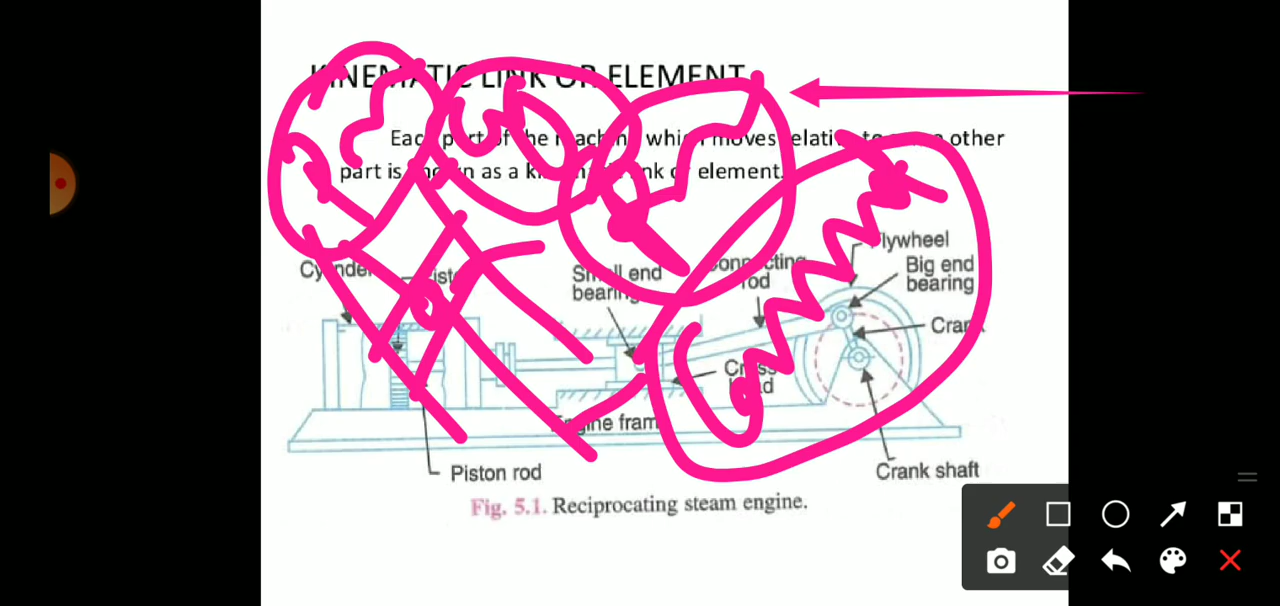 KINEMATIC LINK OR ELEMENT
Each part of the machine which moves relative to other
part is known as a link or element.
Cylinder
Piston
Small end
bearing
Connecting
rod
Flywheel
Big end
bearing
Crank
Cross
head
Engine frame
Piston rod
Crank shaft
Fig. 5.1. Reciprocating steam engine.